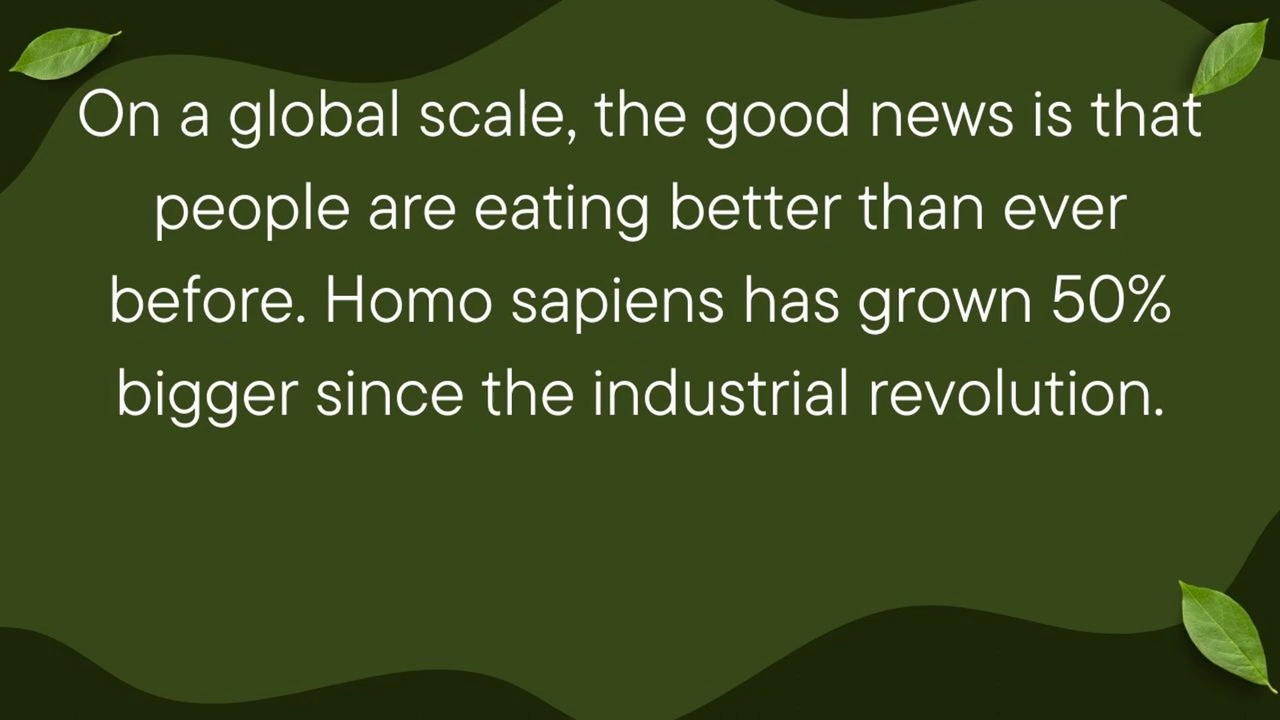 On a global scale, the good news is that
people are eating better than ever
before. Homo sapiens has grown 50%
bigger since the industrial revolution.